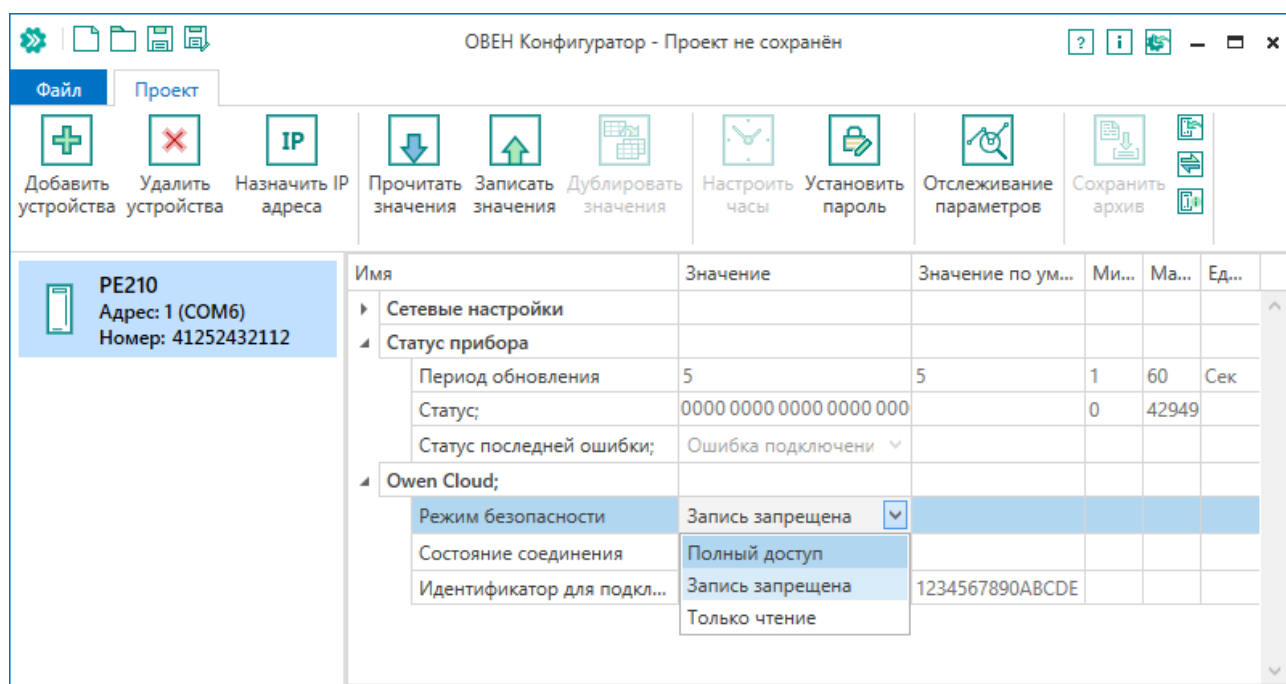 ОВЕН Конфигуратор - Проект не сохранён
? i
Файл Проект
IP
Добавить устройства
Удалить устройства
Назначить IP адреса
Прочитать значения
Записать значения
Дублировать значения
Настроить часы
Установить пароль
Отслеживание параметров
Сохранить архив
PE210
Адрес: 1 (COM6)
Номер: 41252432112
Имя Значение Значение по ум... Ми... Ма... Ед...
Сетевые настройки
Статус прибора
Период обновления 5 5 1 60 Сек
Статус; 0000 0000 0000 0000 000 0 42949
Статус последней ошибки; Ошибка подключени
Owen Cloud;
Режим безопасности Запись запрещена
Состояние соединения Полный доступ
Идентификатор для подкл... Запись запрещена 1234567890ABCDE
Только чтение